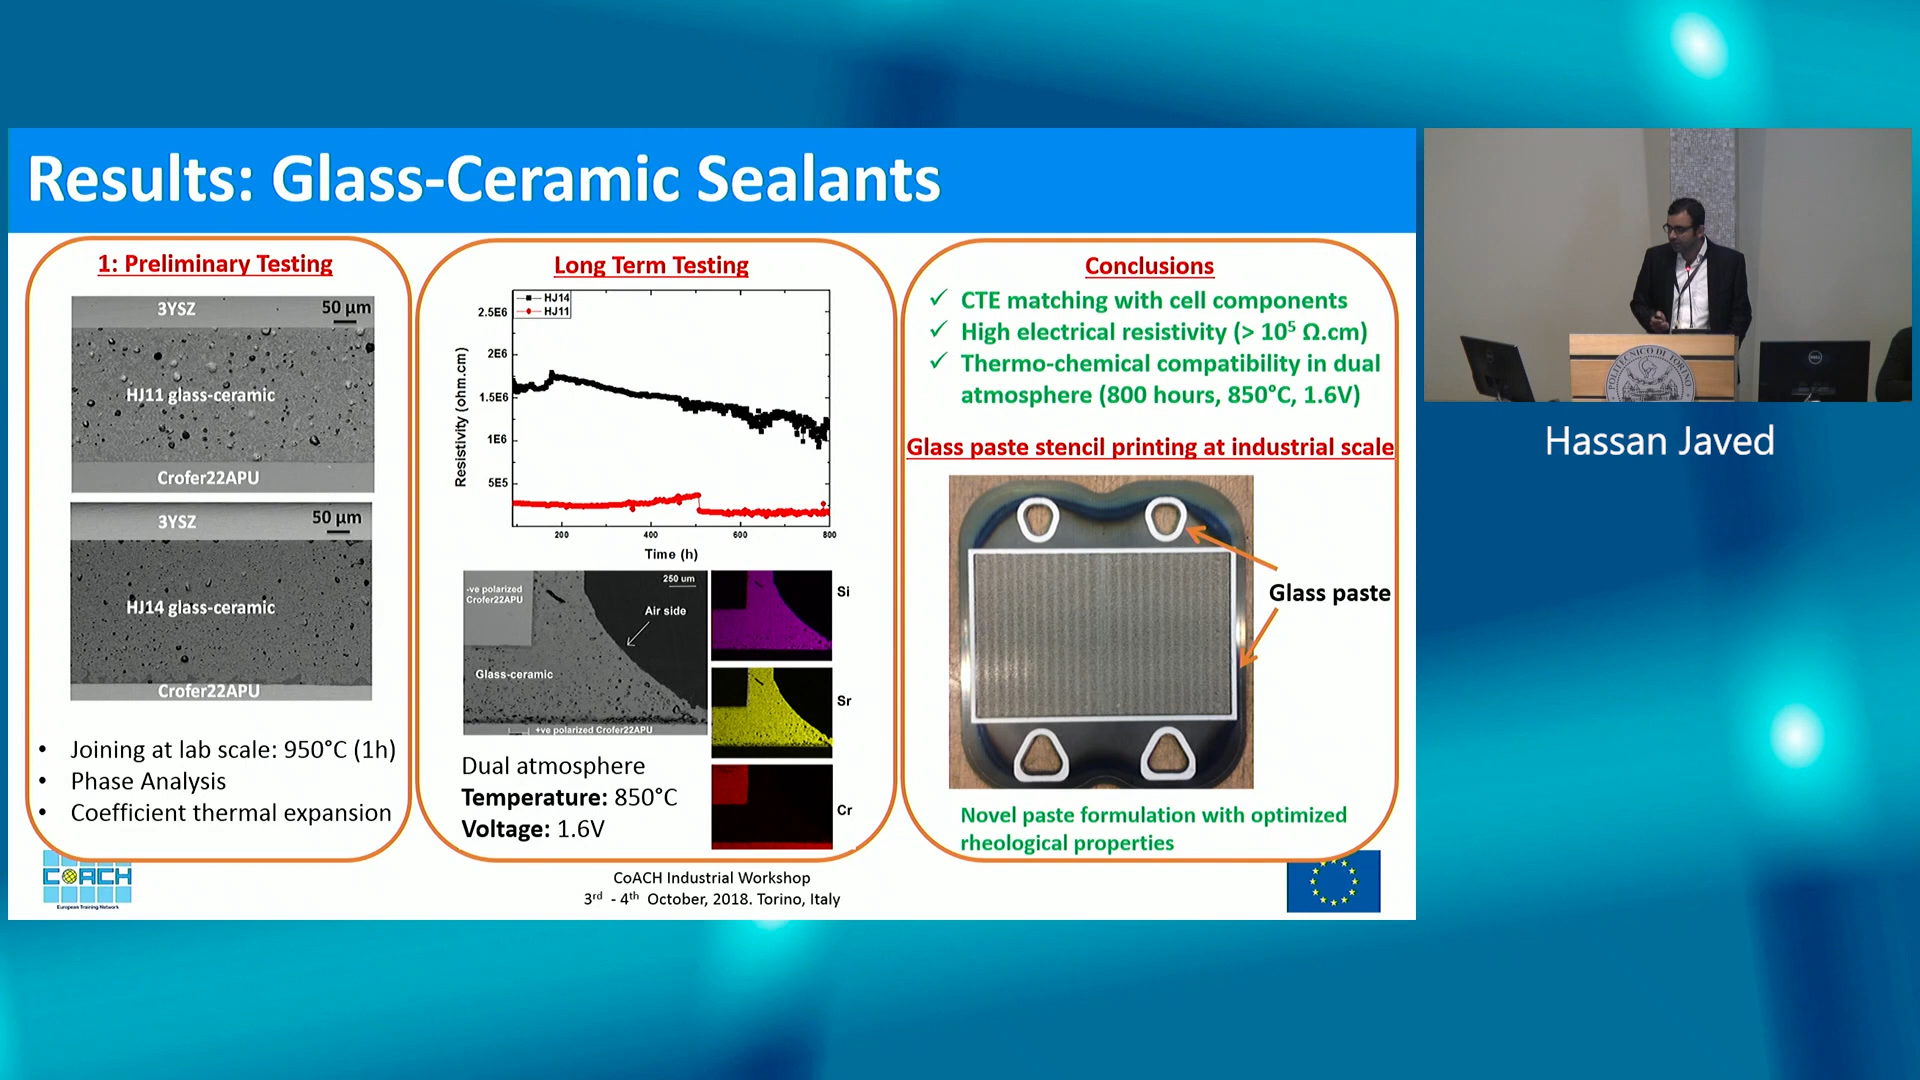 Results: Glass-Ceramic Sealants
1: Preliminary Testing
3YSZ
50 µm
HJ11 glass-ceramic
Crofer22APU
3YSZ
50 µm
HJ14 glass-ceramic
Crofer22APU
• Joining at lab scale: 950°C (1h)
• Phase Analysis
• Coefficient thermal expansion
Long Term Testing
HJ14
HJ11
2.5E6
2E6
1.5E6
1E6
5E5
Resistivity (ohm.cm)
200 400 600 800
Time (h)
-ve polarized
Crofer22APU
250 um
Air side
Glass-ceramic
+ve polarized Crofer22APU
Si
Sr
Cr
Dual atmosphere
Temperature: 850°C
Voltage: 1.6V
Conclusions
✓ CTE matching with cell components
✓ High electrical resistivity (> 10⁵ Ω.cm)
✓ Thermo-chemical compatibility in dual
atmosphere (800 hours, 850°C, 1.6V)
Glass paste stencil printing at industrial scale
Glass paste
Novel paste formulation with optimized
rheological properties
COACH
European Training Network
CoACH Industrial Workshop
3rd - 4th October, 2018. Torino, Italy
POLITECNICO DI TORINO
DELL
Hassan Javed